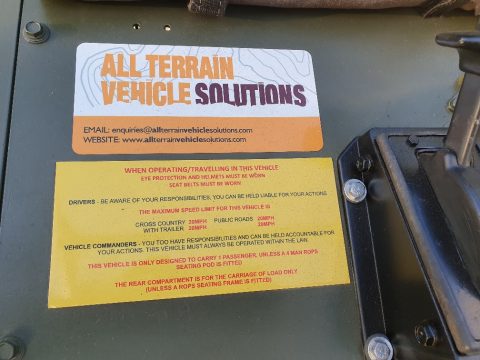 ALL TERRAIN
VEHICLE SOLUTIONS
EMAIL: enquiries@allterrainvehiclesolutions.com
WEBSITE: www.allterrainvehiclesolutions.com
WHEN OPERATING/TRAVELLING IN THIS VEHICLE
EYE PROTECTION AND HELMETS MUST BE WORN
SEAT BELTS MUST BE WORN
DRIVERS - BE AWARE OF YOUR RESPONSIBILITIES, YOU CAN BE HELD LIABLE FOR YOUR ACTIONS
THE MAXIMUM SPEED LIMIT FOR THIS VEHICLE IS
CROSS COUNTRY 20MPH PUBLIC ROADS 20MPH
WITH TRAILER 20MPH 20MPH
VEHICLE COMMANDERS - YOU TOO HAVE RESPONSIBILITIES AND CAN BE HELD ACCOUNTABLE FOR
YOUR ACTIONS. THIS VEHICLE MUST ALWAYS BE OPERATED WITHIN THE LAW.
THIS VEHICLE IS ONLY DESIGNED TO CARRY 1 PASSENGER, UNLESS A 4 MAN ROPS
SEATING POD IS FITTED
THE REAR COMPARTMENT IS FOR THE CARRIAGE OF LOAD ONLY
(UNLESS A ROPS SEATING FRAME IS FITTED)